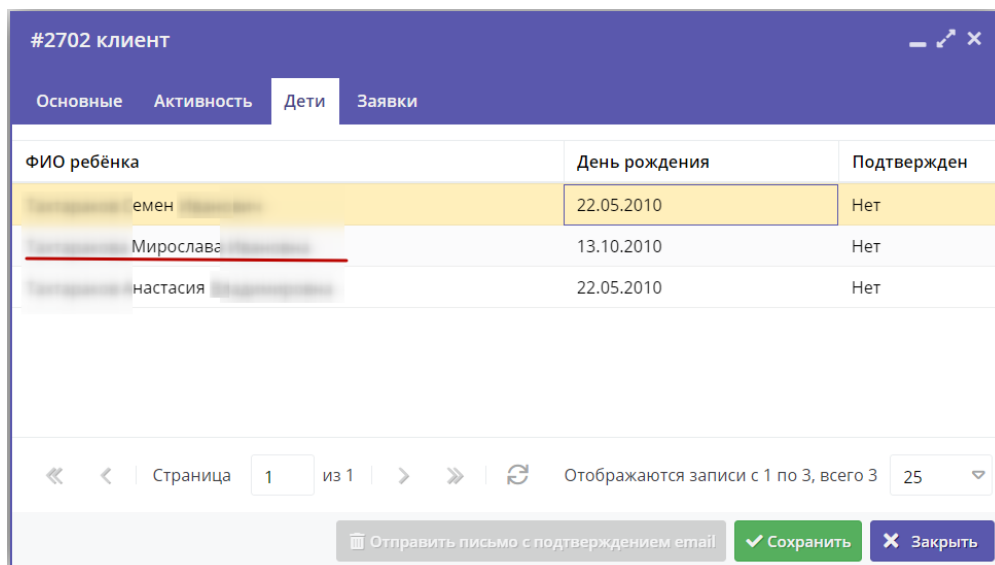 #2702 клиент
Основные Активность Дети Заявки
ФИО ребёнка День рождения Подтвержден
емен 22.05.2010 Нет
Мирослава 13.10.2010 Нет
настасия 22.05.2010 Нет
Страница 1 из 1 Отображаются записи с 1 по 3, всего 3 25
Отправить письмо с подтверждением email Сохранить Закрыть